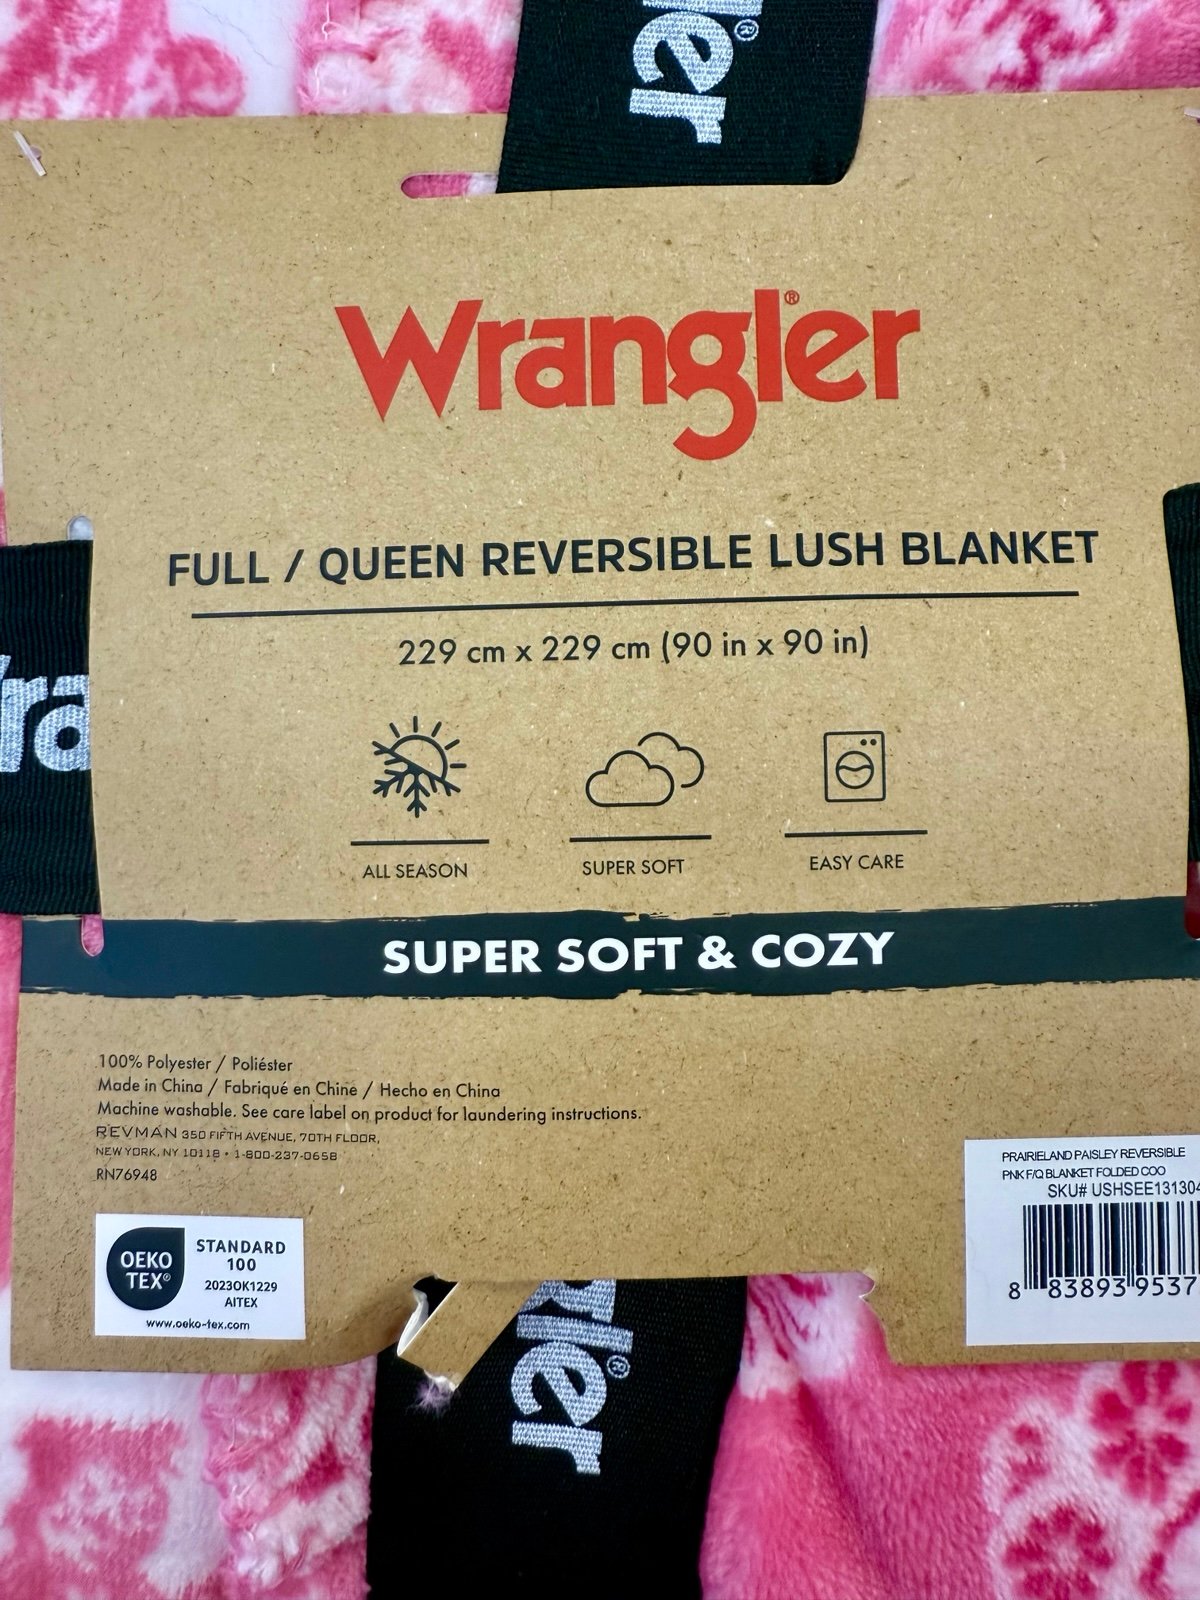 ler®
Wrangler®
FULL / QUEEN REVERSIBLE LUSH BLANKET
229 cm x 229 cm (90 in x 90 in)
ra
ALL SEASON
SUPER SOFT
EASY CARE
SUPER SOFT & COZY
100% Polyester / Poliéster
Made in China / Fabriqué en Chine / Hecho en China
Machine washable. See care label on product for laundering instructions.
REVMAN 350 FIFTH AVENUE, 70TH FLOOR,
NEW YORK, NY 10118 • 1-800-237-0658
RN76948
PRAIRIELAND PAISLEY REVERSIBLE
PNK F/Q BLANKET FOLDED COO
SKU# USHSEE131304
8 83893 9537
OEKO
TEX®
STANDARD
100
2023OK1229
AITEX
www.oeko-tex.com
gler®